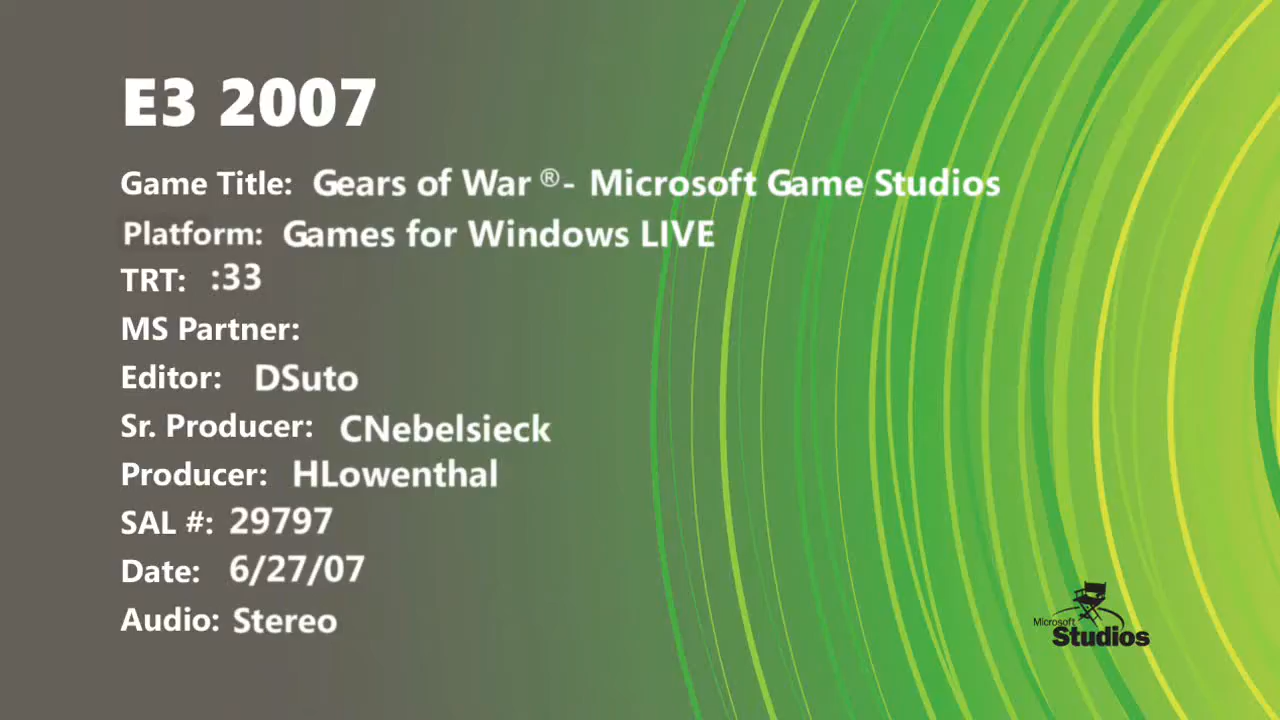 E3 2007
Game Title: Gears of War ®- Microsoft Game Studios
Platform: Games for Windows LIVE
TRT: :33
MS Partner:
Editor: DSuto
Sr. Producer: CNebelsieck
Producer: HLowenthal
SAL #: 29797
Date: 6/27/07
Audio: Stereo
Microsoft
Studios